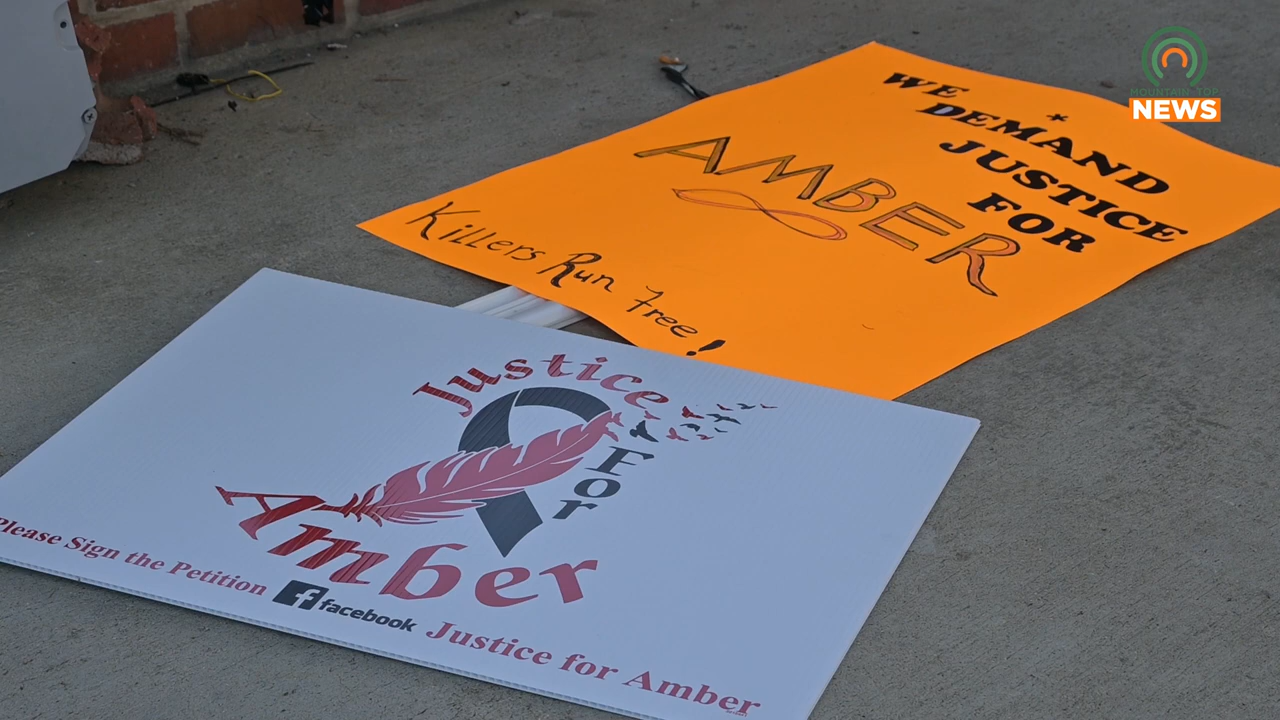 MOUNTAIN TOP
NEWS
WE
DEMAND
JUSTICE
FOR
AMBER
Killers Run Free!
Justice
For
Amber
Please Sign the Petition facebook Justice for Amber